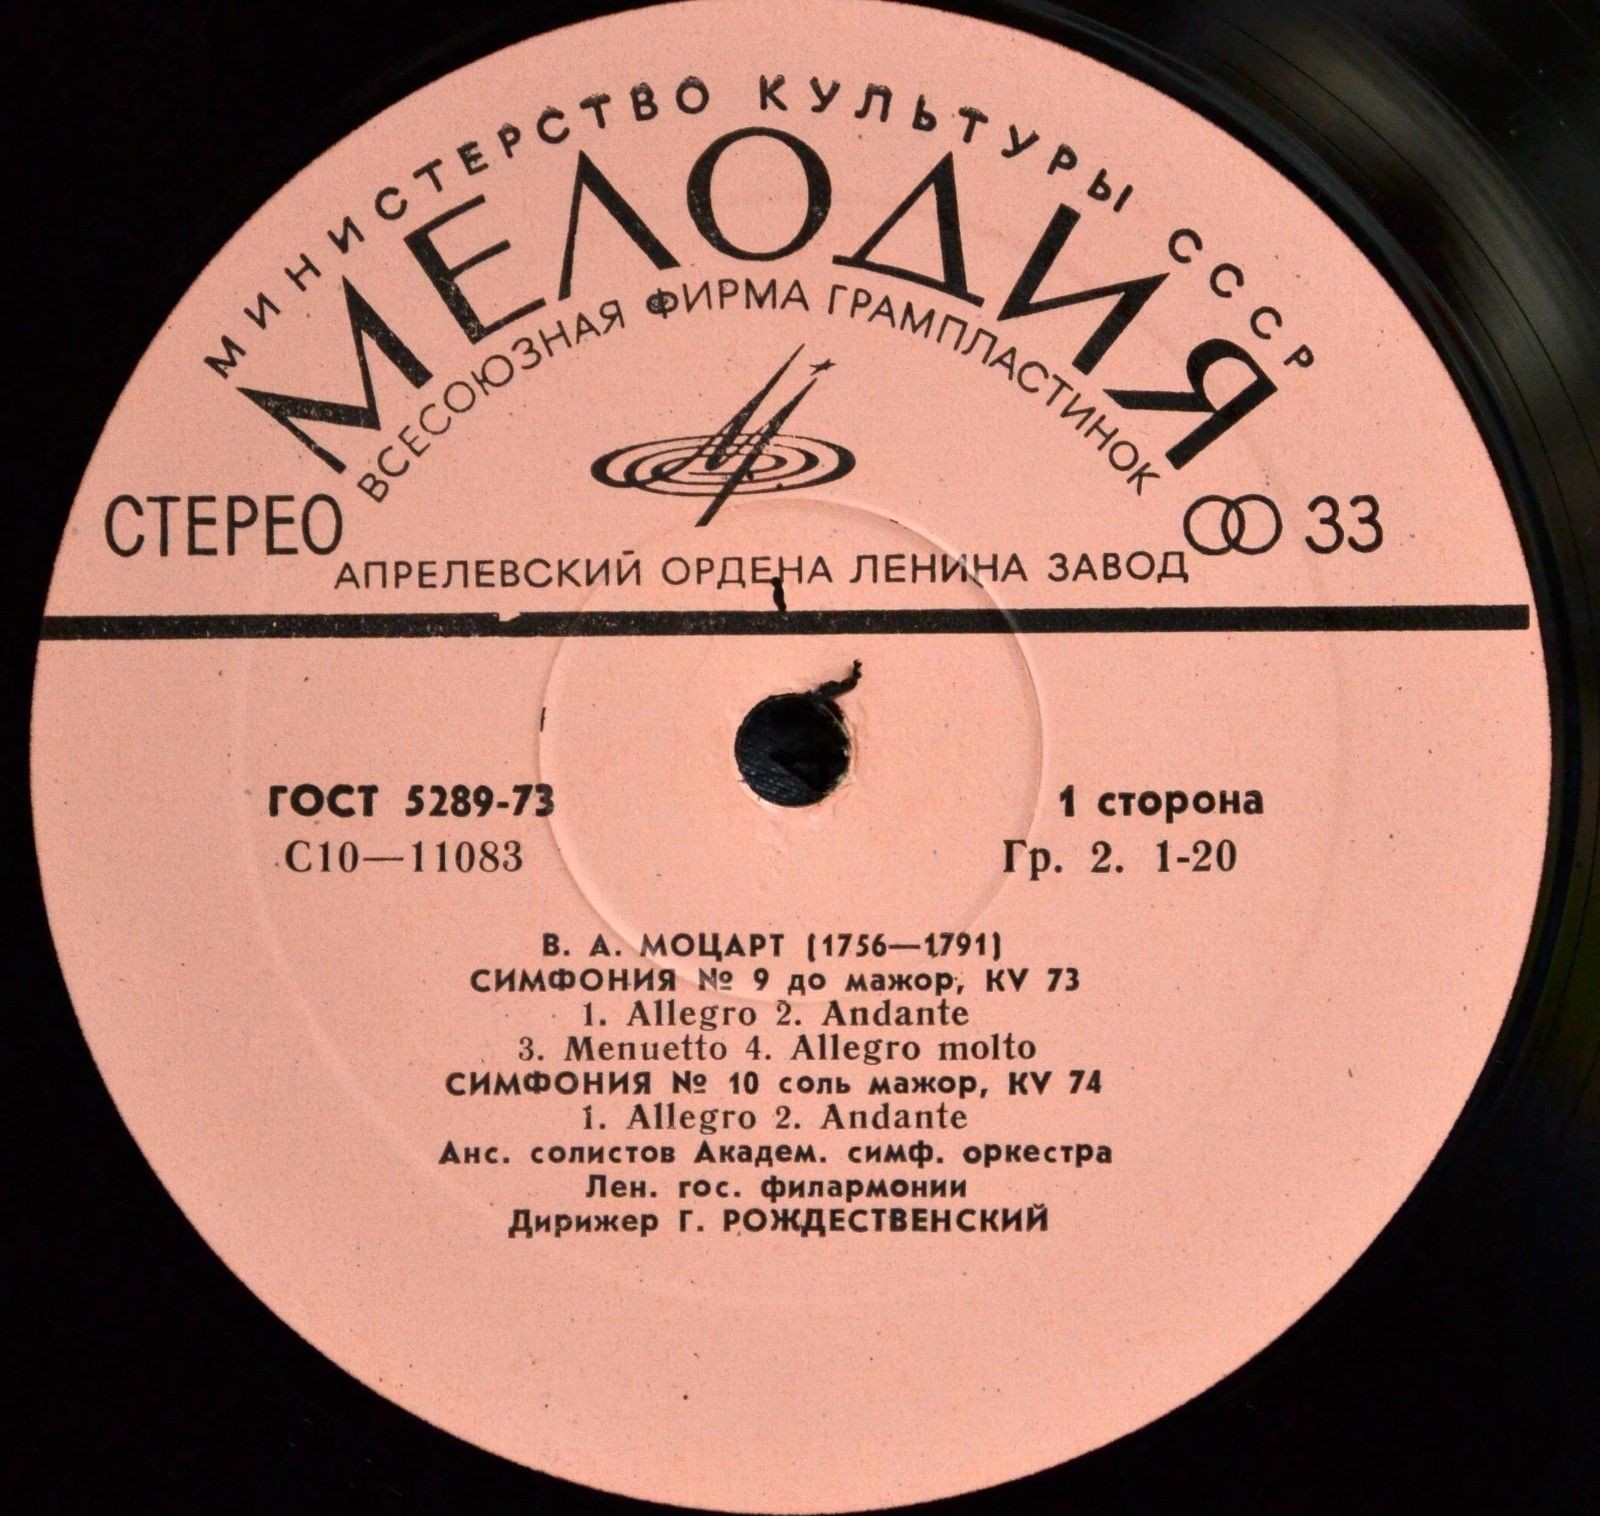 МИНИСТЕРСТВО КУЛЬТУРЫ СССР
МЕЛОДИЯ
ВСЕСОЮЗНАЯ ФИРМА ГРАМПЛАСТИНОК
СТЕРЕО
33
АПРЕЛЕВСКИЙ ОРДЕНА ЛЕНИНА ЗАВОД
ГОСТ 5289-73
1 сторона
С10—11083
Гр. 2. 1-20
В. А. МОЦАРТ (1756—1791)
СИМФОНИЯ № 9 до мажор, KV 73
1. Allegro 2. Andante
3. Menuetto 4. Allegro molto
СИМФОНИЯ № 10 соль мажор, KV 74
1. Allegro 2. Andante
Анс. солистов Академ. симф. оркестра
Лен. гос. филармонии
Дирижер Г. РОЖДЕСТВЕНСКИЙ